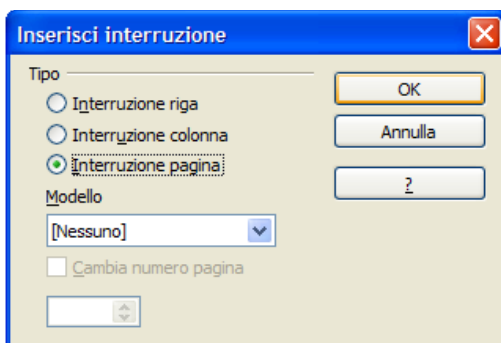 Inserisci interruzione
Tipo
Interruzione riga
Interruzione colonna
Interruzione pagina
Modello
[Nessuno]
Cambia numero pagina
OK
Annulla
?